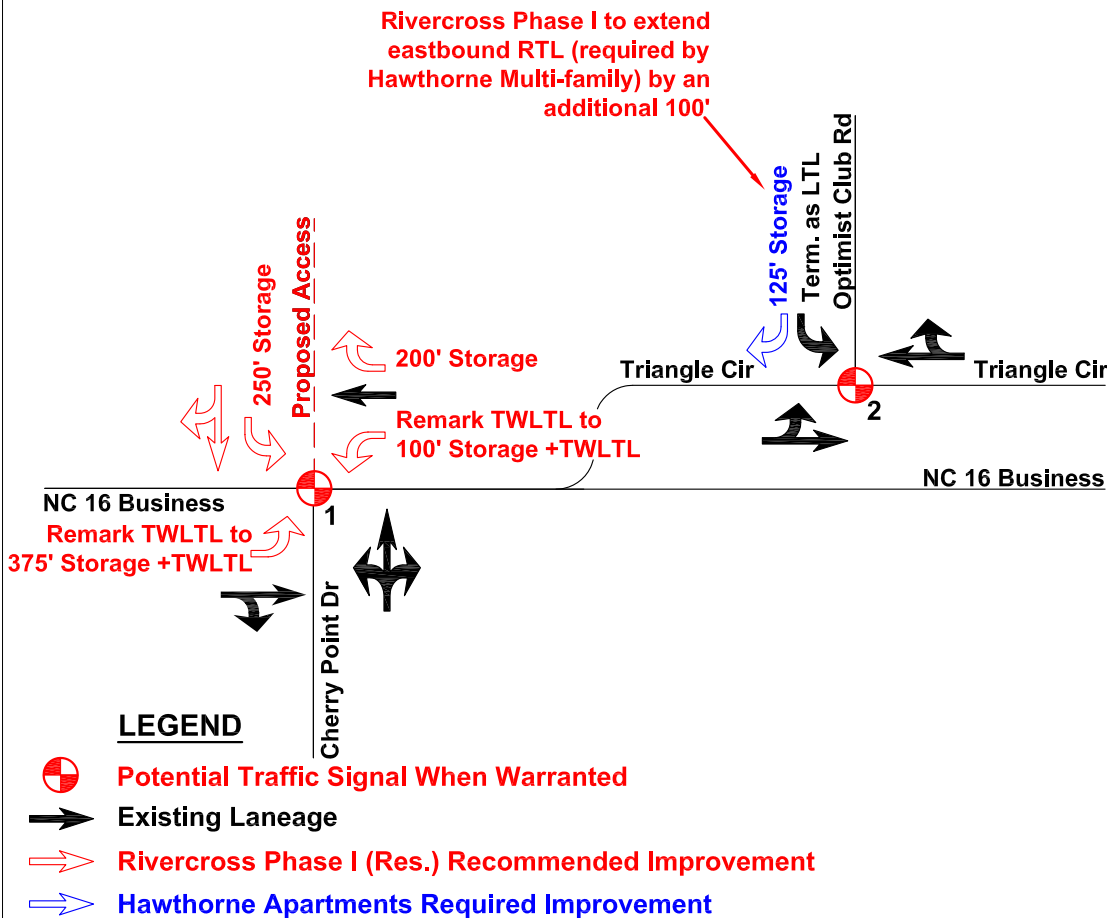 Rivercross Phase I to extend
eastbound RTL (required by
Hawthorne Multi-family) by an
additional 100'
125' Storage
Term. as LTL
Optimist Club Rd
250' Storage
Proposed Access
200' Storage
Triangle Cir
Triangle Cir
2
Remark TWLTL to
100' Storage +TWLTL
NC 16 Business
NC 16 Business
1
Remark TWLTL to
375' Storage +TWLTL
Cherry Point Dr
LEGEND
Potential Traffic Signal When Warranted
Existing Laneage
Rivercross Phase I (Res.) Recommended Improvement
Hawthorne Apartments Required Improvement